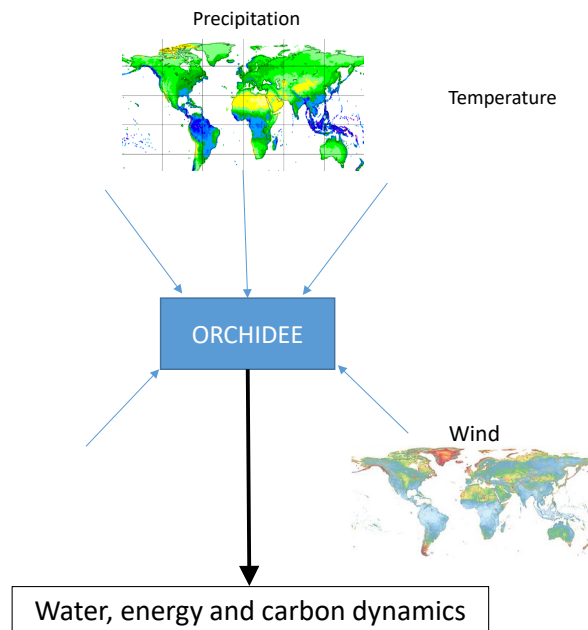 Precipitation
Temperature
ORCHIDEE
Wind
Water, energy and carbon dynamics